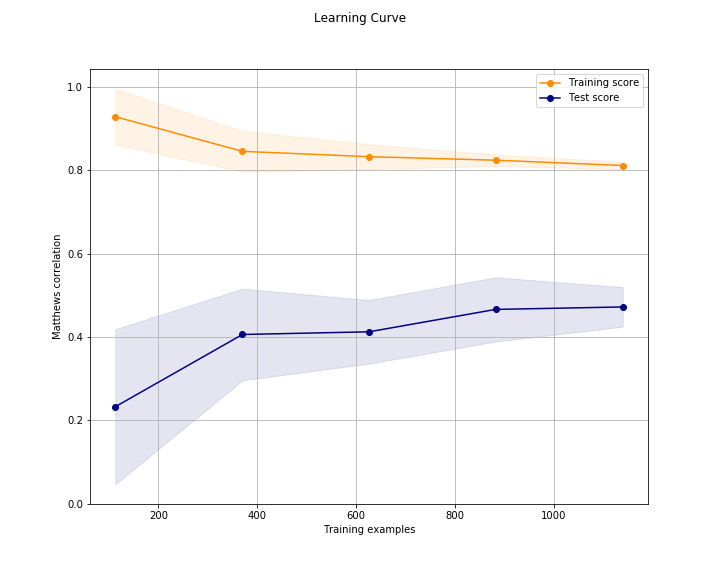 Learning Curve
Training score
Test score
Matthews correlation
1.0
0.8
0.6
0.4
0.2
0.0
200
400
600
800
1000
Training examples